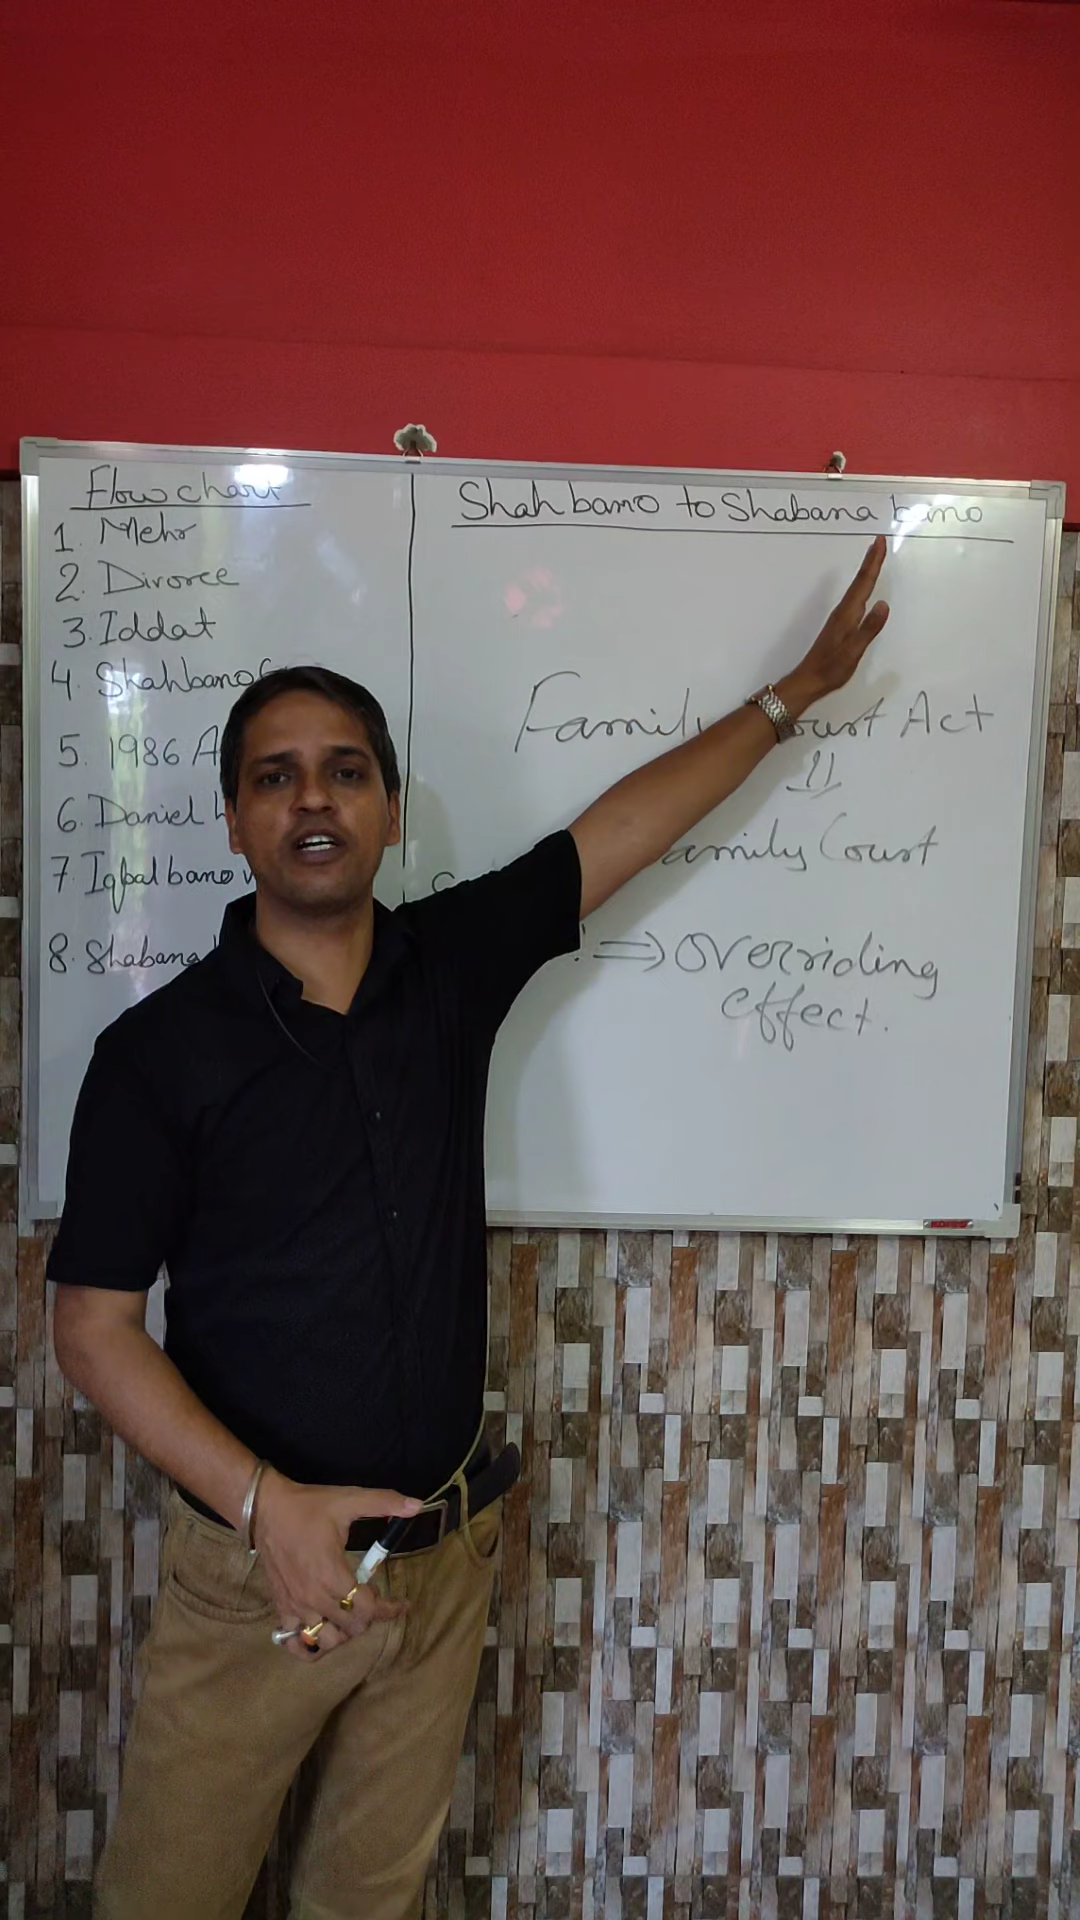 Flow chart
1. Mehr
2. Divorce
3. Iddat
4. Shahbano
5. 1986 A
6. Daniel
7. Iqbal bano v
8. Shabana
Shah bano to Shabana bano
Family Court Act
Family Court
⇒ Overriding
effect.